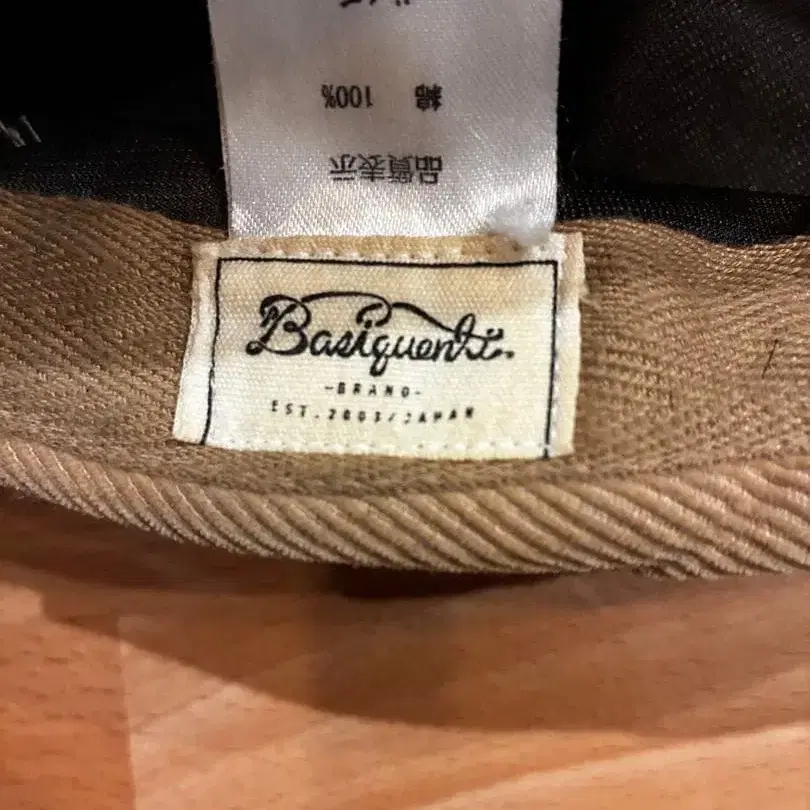 品質表示
綿 100%
Basiquenti.
-BRAND-
EST.2003/JAPAN